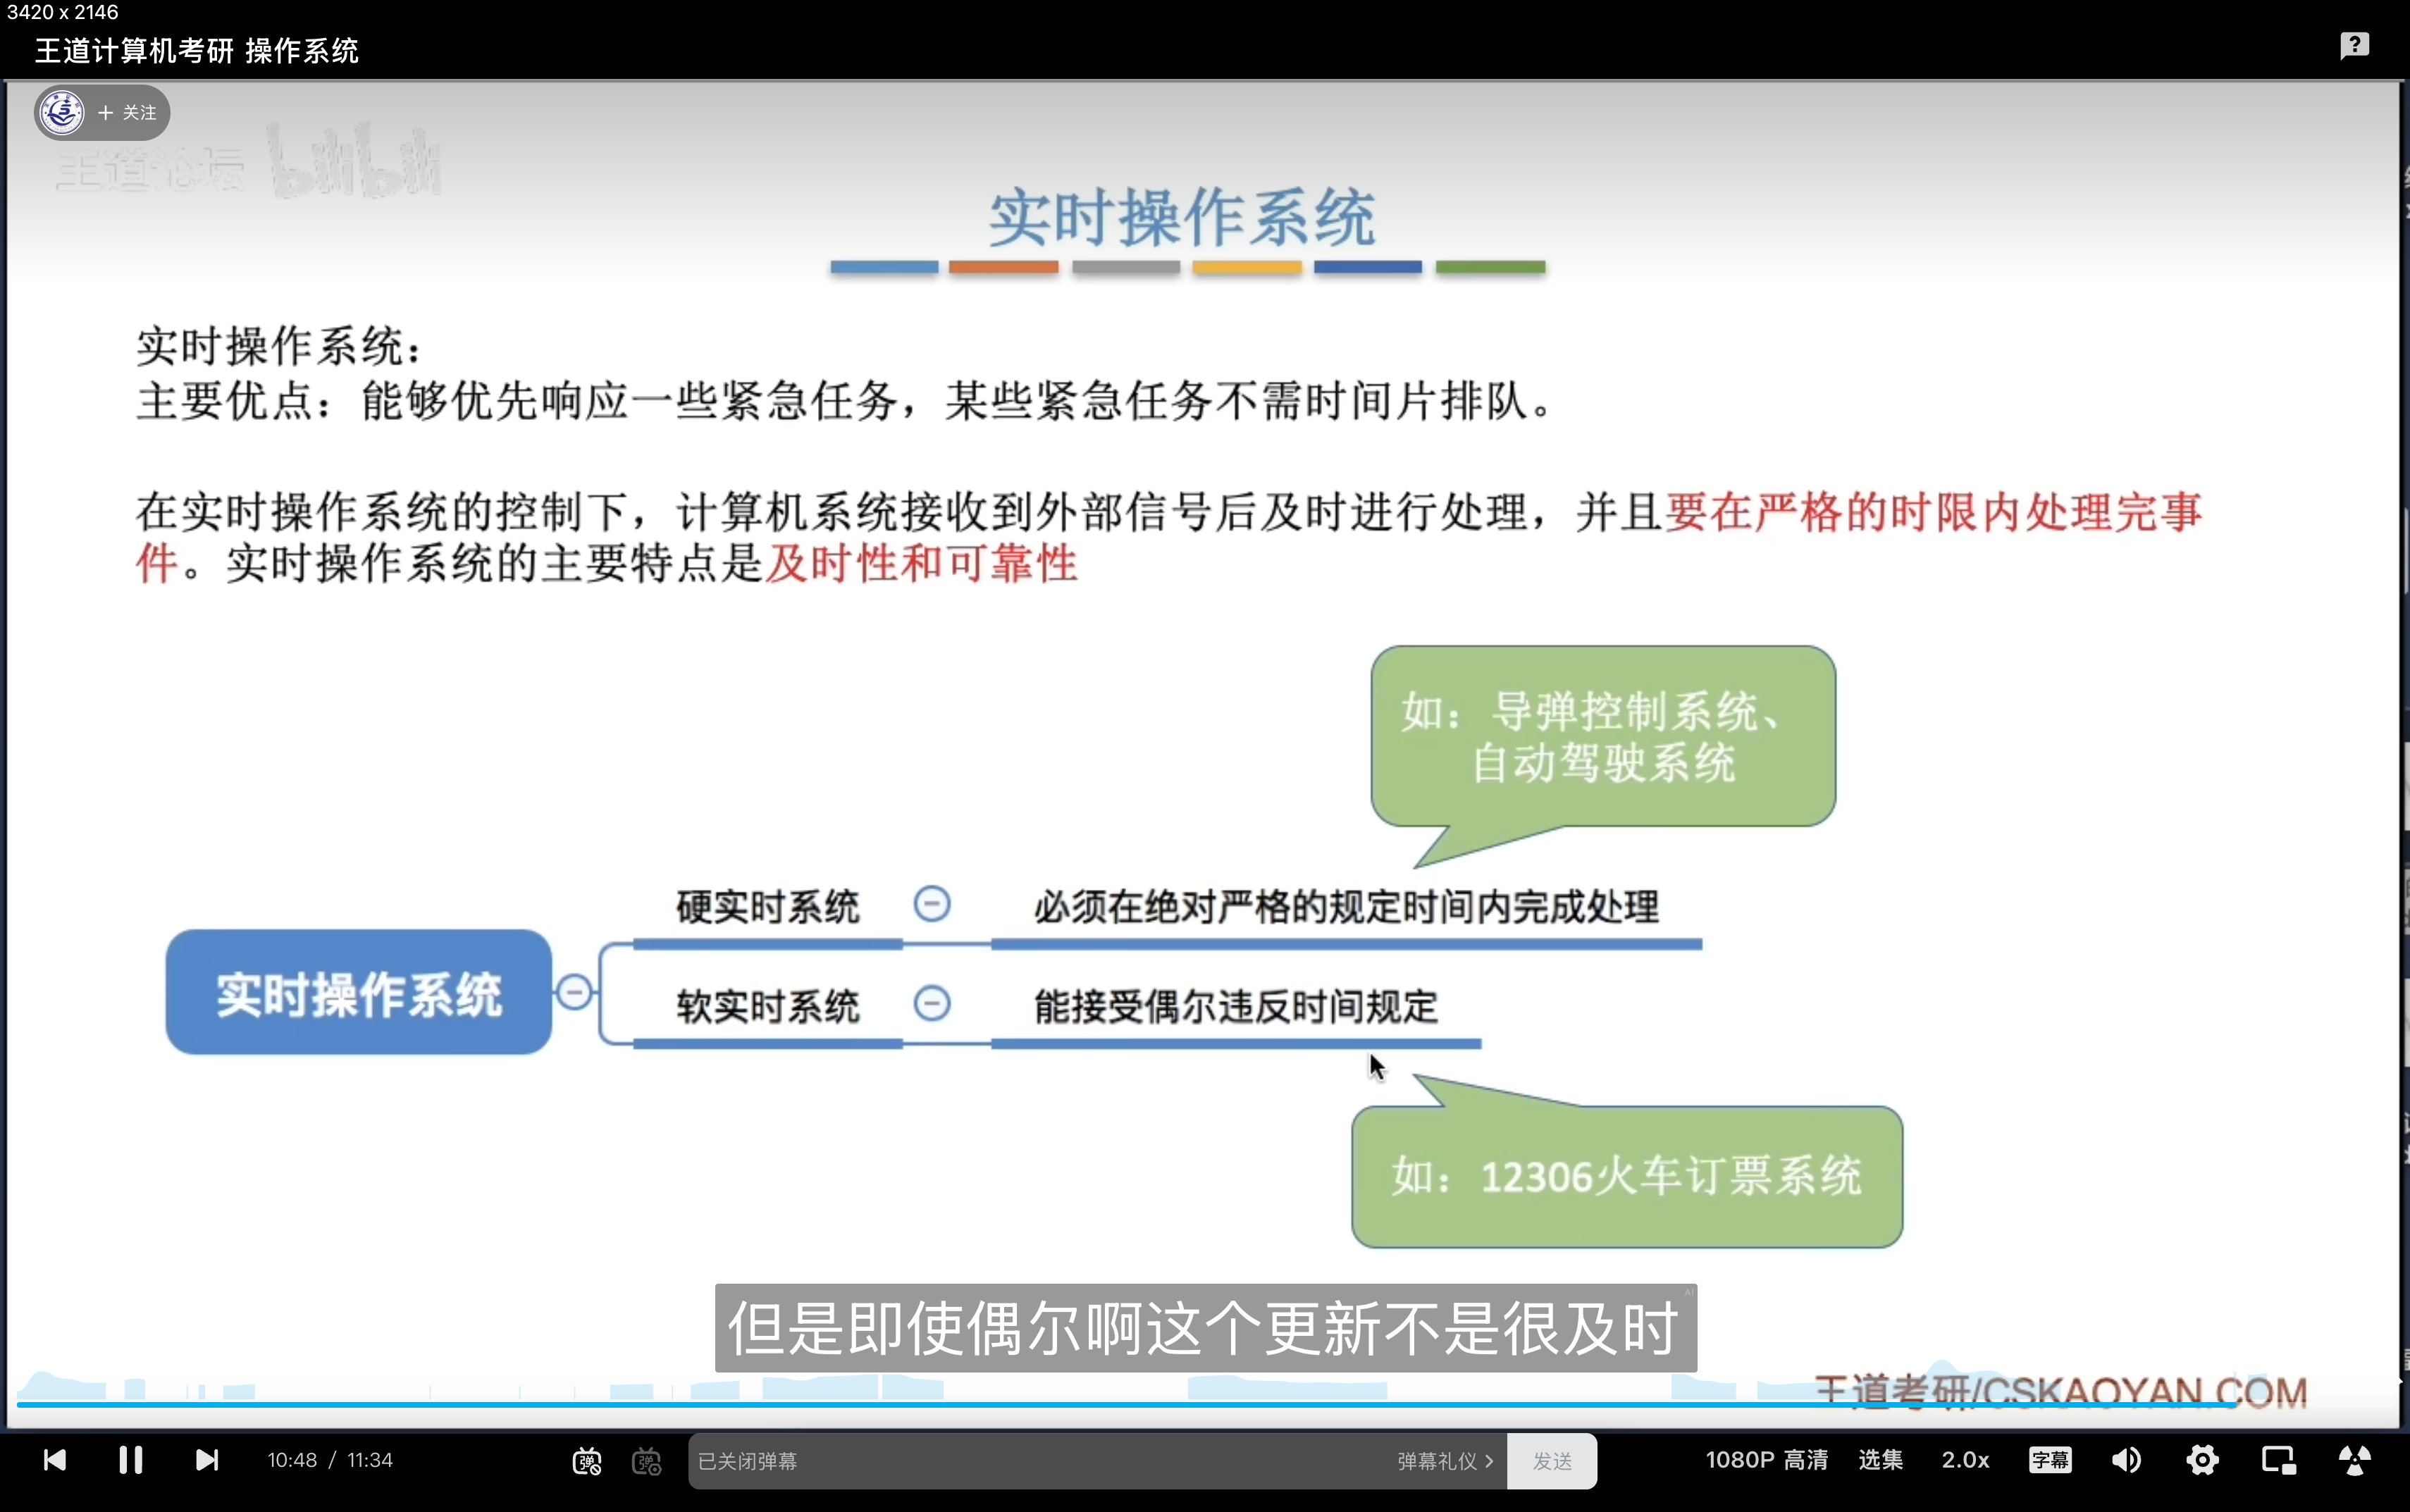 3420 x 2146
王道计算机考研 操作系统
+ 关注
王道论坛 bilibili
实时操作系统
实时操作系统：
主要优点：能够优先响应一些紧急任务，某些紧急任务不需时间片排队。
在实时操作系统的控制下，计算机系统接收到外部信号后及时进行处理，并且要在严格的时限内处理完事
件。实时操作系统的主要特点是及时性和可靠性
如：导弹控制系统、
自动驾驶系统
硬实时系统
必须在绝对严格的规定时间内完成处理
实时操作系统
软实时系统
能接受偶尔违反时间规定
如：12306火车订票系统
但是即使偶尔啊这个更新不是很及时
AI
王道考研/CSKAOYAN.COM
10:48 / 11:34
弹
弹
已关闭弹幕
弹幕礼仪 >
发送
1080P 高清
选集
2.0x
字幕